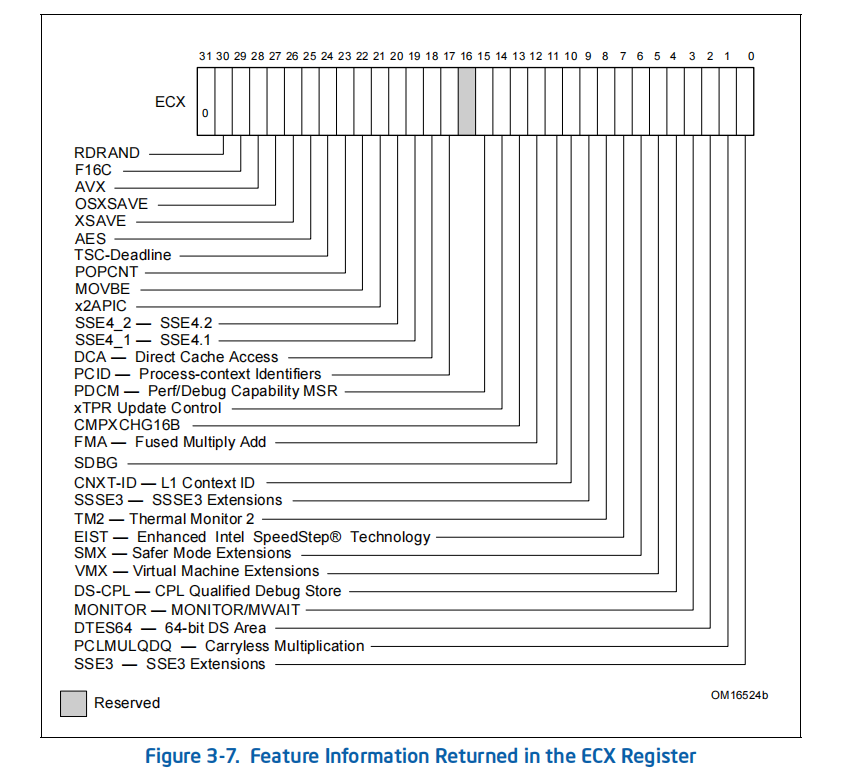 31 30 29 28 27 26 25 24 23 22 21 20 19 18 17 16 15 14 13 12 11 10 9 8 7 6 5 4 3 2 1 0
ECX
0
RDRAND
F16C
AVX
OSXSAVE
XSAVE
AES
TSC-Deadline
POPCNT
MOVBE
x2APIC
SSE4_2 — SSE4.2
SSE4_1 — SSE4.1
DCA — Direct Cache Access
PCID — Process-context Identifiers
PDCM — Perf/Debug Capability MSR
xTPR Update Control
CMPXCHG16B
FMA — Fused Multiply Add
SDBG
CNXT-ID — L1 Context ID
SSSE3 — SSSE3 Extensions
TM2 — Thermal Monitor 2
EIST — Enhanced Intel SpeedStep® Technology
SMX — Safer Mode Extensions
VMX — Virtual Machine Extensions
DS-CPL — CPL Qualified Debug Store
MONITOR — MONITOR/MWAIT
DTES64 — 64-bit DS Area
PCLMULQDQ — Carryless Multiplication
SSE3 — SSE3 Extensions
OM16524b
Reserved
Figure 3-7. Feature Information Returned in the ECX Register